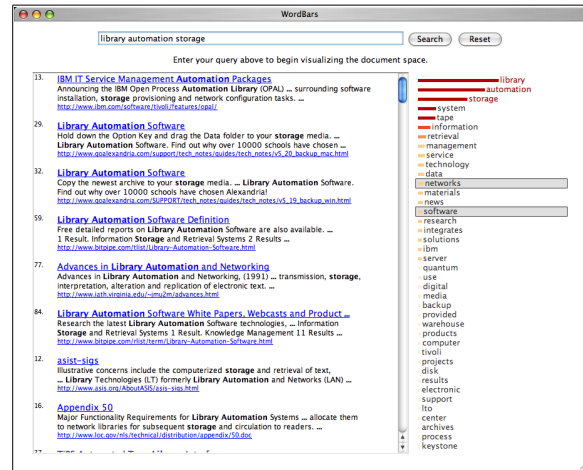 WordBars
library automation storage
Search
Reset
Enter your query above to begin visualizing the document space.
13. IBM IT Service Management Automation Packages
Announcing the IBM Open Process Automation Library (OPAL) ... surrounding software
installation, storage provisioning and network configuration tasks. ...
http://www.ibm.com/software/tivoli/features/opal/
29. Library Automation Software
Hold down the Option Key and drag the Data folder to your storage media. ...
Library Automation Software. Find out why over 10000 schools have chosen ...
http://www.goalexandria.com/support/tech_notes/guides/tech_notes/v5_20_backup_mac.html
32. Library Automation Software
Copy the newest archive to your storage media. ... Library Automation Software.
Find out why over 10000 schools have chosen Alexandria!
http://www.goalexandria.com/SUPPORT/tech_notes/guides/tech_notes/v5_19_backup_win.html
59. Library Automation Software Definition
Free detailed reports on Library Automation Software are also available. ...
1 Result. Information Storage and Retrieval Systems 2 Results ...
http://www.bitpipe.com/tlist/Library-Automation-Software.html
77. Advances in Library Automation and Networking
Advances in Library Automation and Networking, (1991) ... transmission, storage,
interpretation, alteration and replication of electronic text. ...
http://www.iath.virginia.edu/~jmu2m/advances.html
84. Library Automation Software White Papers, Webcasts and Product ...
Research the latest Library Automation Software technologies, ... Information
Storage and Retrieval Systems 1 Result. Knowledge Management 11 Results ...
http://www.bitpipe.com/rlist/term/Library-Automation-Software.html
12. asist-sigs
Illustrative concerns include the computerized storage and retrieval of text,
... Library Technologies (LT) formerly Library Automation and Networks (LAN) ...
http://www.asis.org/AboutASIS/asis-sigs.html
16. Appendix 50
Major Functionality Requirements for Library Automation Systems ... allocate them
to network libraries for subsequent storage and circulation to readers. ...
http://www.loc.gov/nls/technical/distribution/appendix/50.doc
library
automation
storage
system
tape
information
retrieval
management
service
technology
data
networks
materials
news
software
research
integrates
solutions
ibm
server
quantum
use
digital
media
backup
provided
warehouse
products
computer
tivoli
projects
disk
results
electronic
support
lto
center
archives
process
keystone